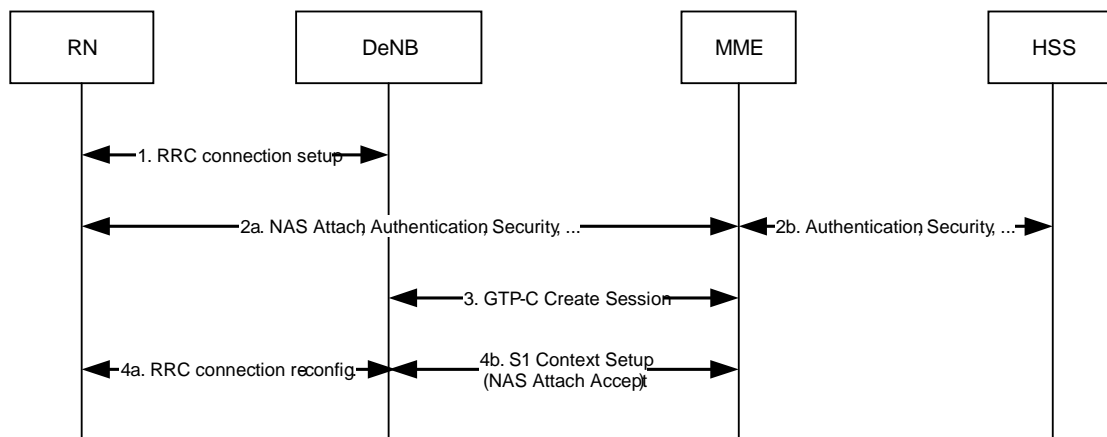 RN
DeNB
MME
HSS
1. RRC connection setup
2a. NAS Attach, Authentication, Security, ...
2b. Authentication, Security, ...
3. GTP-C Create Session
4a. RRC connection reconfig.
4b. S1 Context Setup
(NAS Attach Accept)